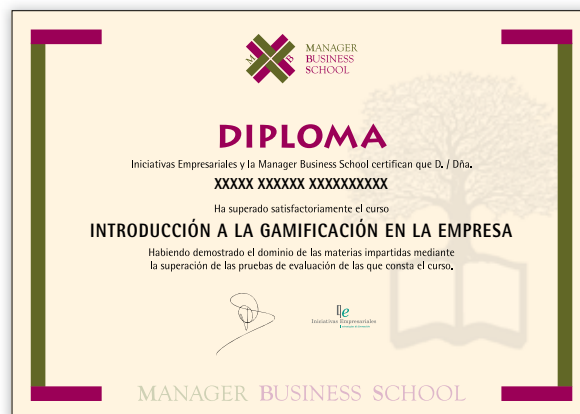 M B
MANAGER
BUSINESS
SCHOOL
DIPLOMA
Iniciativas Empresariales y la Manager Business School certifican que D. / Dña.
XXXXX XXXXXX XXXXXXXXXX
Ha superado satisfactoriamente el curso
INTRODUCCIÓN A LA GAMIFICACIÓN EN LA EMPRESA
Habiendo demostrado el dominio de las materias impartidas mediante
la superación de las pruebas de evaluación de las que consta el curso.
Iniciativas Empresariales
MANAGER BUSINESS SCHOOL